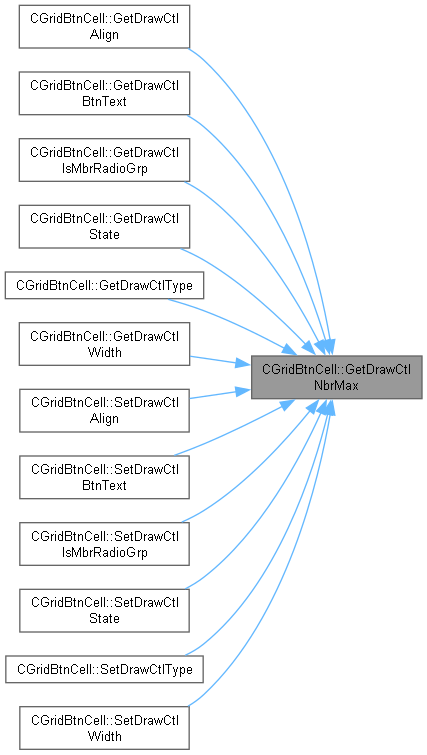 CGridBtnCell::GetDrawCtl
Align
CGridBtnCell::GetDrawCtl
BtnText
CGridBtnCell::GetDrawCtl
IsMbrRadioGrp
CGridBtnCell::GetDrawCtl
State
CGridBtnCell::GetDrawCtlType
CGridBtnCell::GetDrawCtl
Width
CGridBtnCell::GetDrawCtl
NbrMax
CGridBtnCell::SetDrawCtl
Align
CGridBtnCell::SetDrawCtl
BtnText
CGridBtnCell::SetDrawCtl
IsMbrRadioGrp
CGridBtnCell::SetDrawCtl
State
CGridBtnCell::SetDrawCtlType
CGridBtnCell::SetDrawCtl
Width